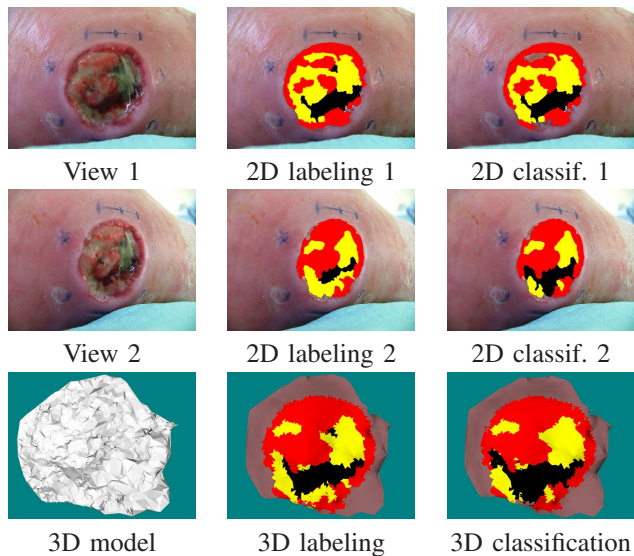 View 1 2D labeling 1 2D classif. 1
View 2 2D labeling 2 2D classif. 2
3D model 3D labeling 3D classification